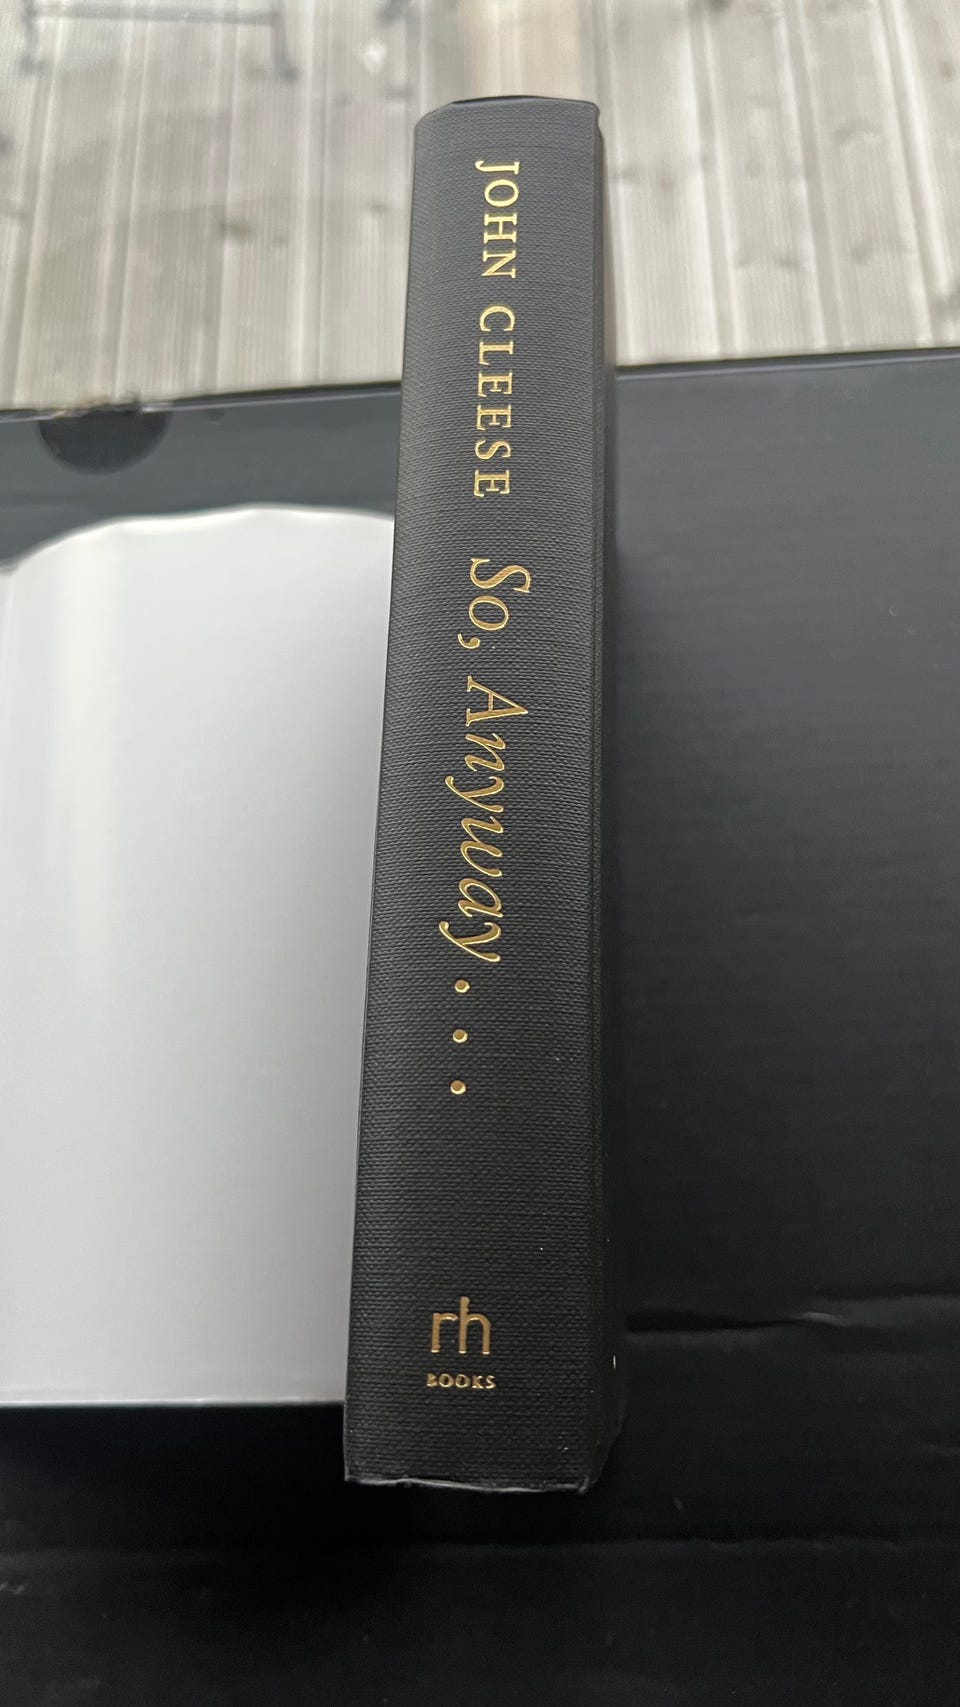 JOHN CLEESE So, Anyway . . .
rh
BOOKS